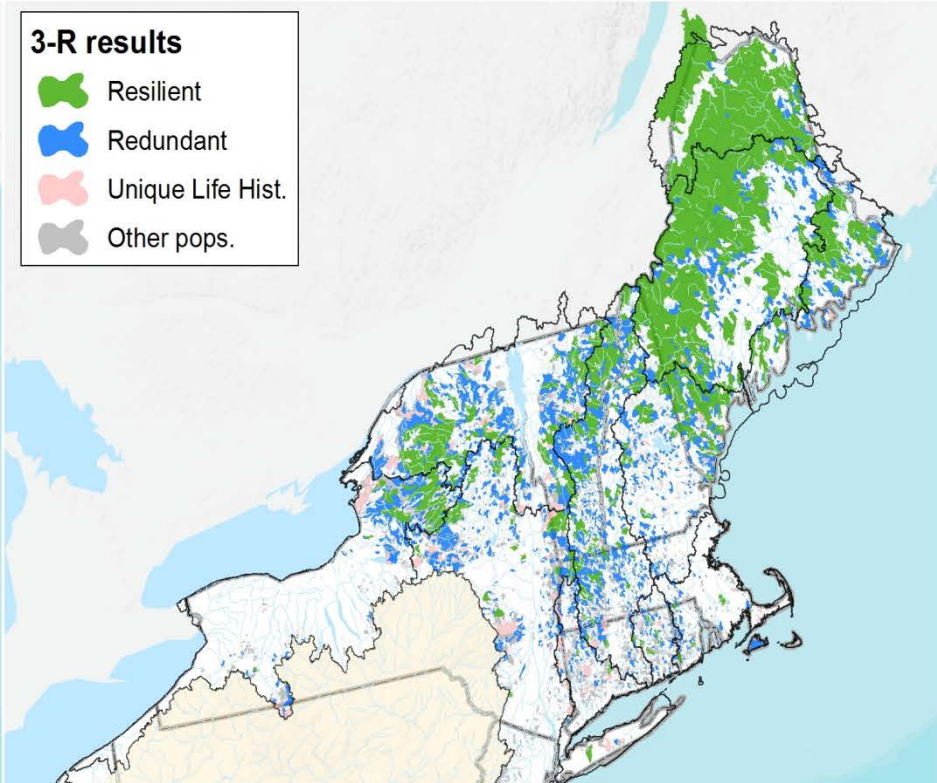 3-R results
Resilient
Redundant
Unique Life Hist.
Other pops.